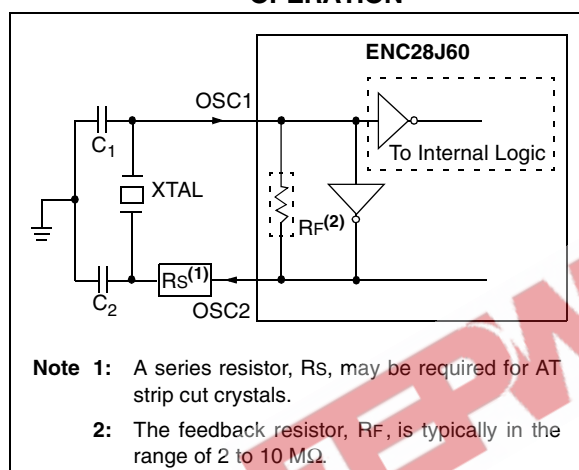 OPERATION
ENC28J60
OSC1
C1
To Internal Logic
XTAL
RF(2)
RS(1)
C2
OSC2
Note 1: A series resistor, RS, may be required for AT
strip cut crystals.
2: The feedback resistor, RF, is typically in the
range of 2 to 10 MΩ.